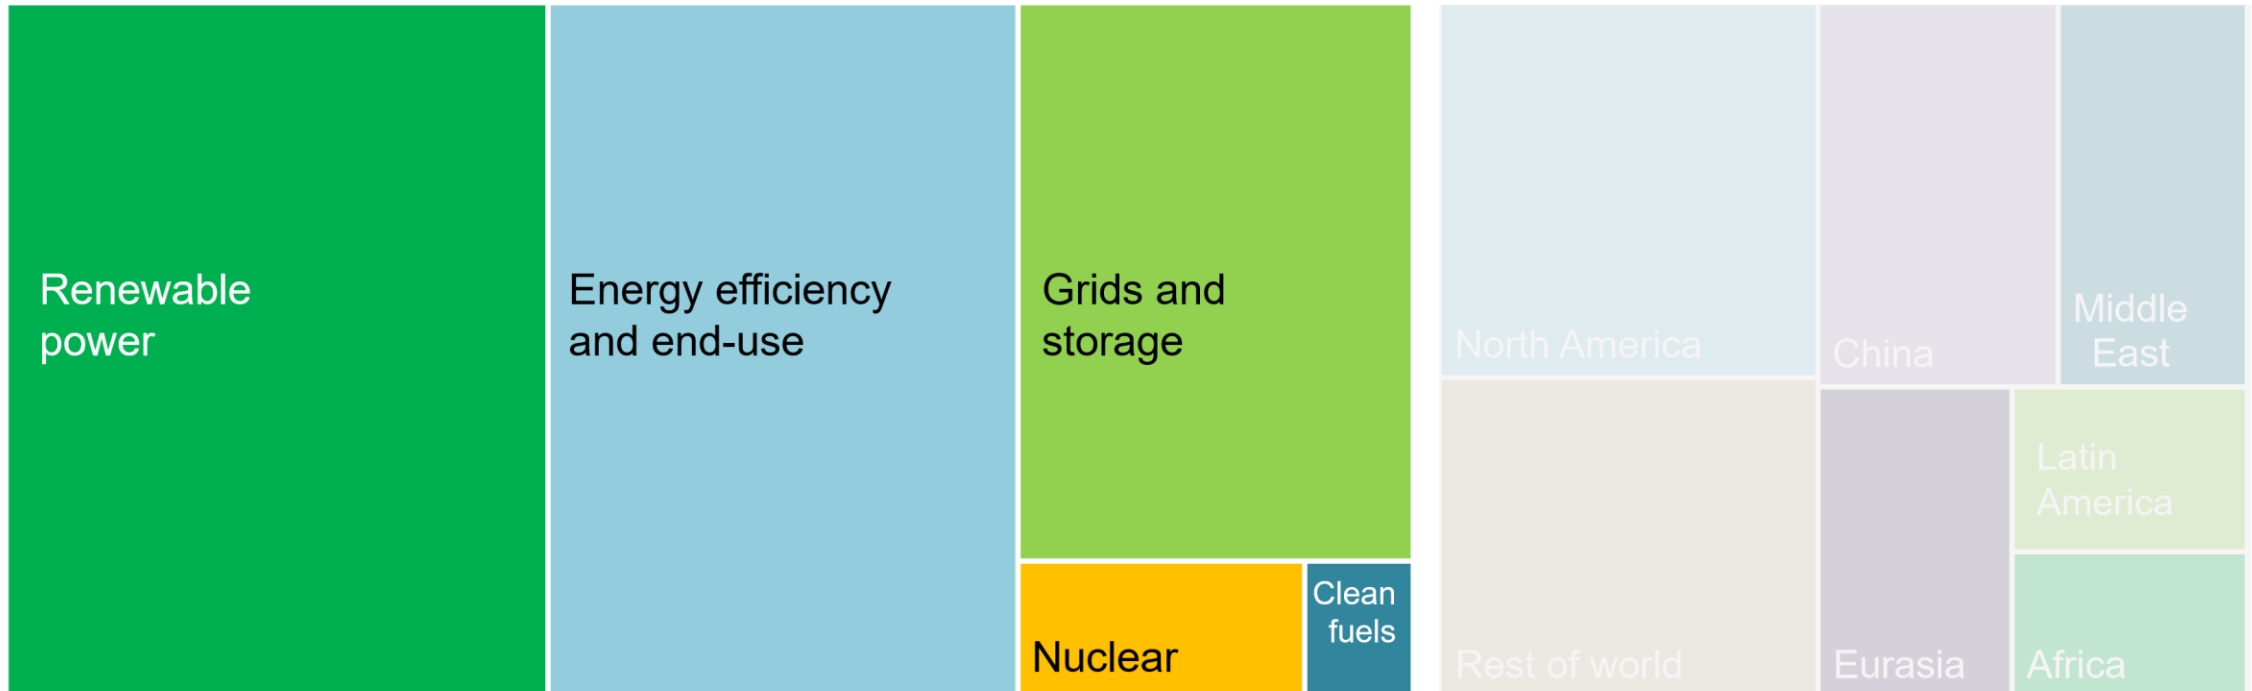 Renewable
power
Energy efficiency
and end-use
Grids and
storage
Nuclear
Clean
fuels
North America
China
Middle
East
Rest of world
Eurasia
Latin
America
Africa